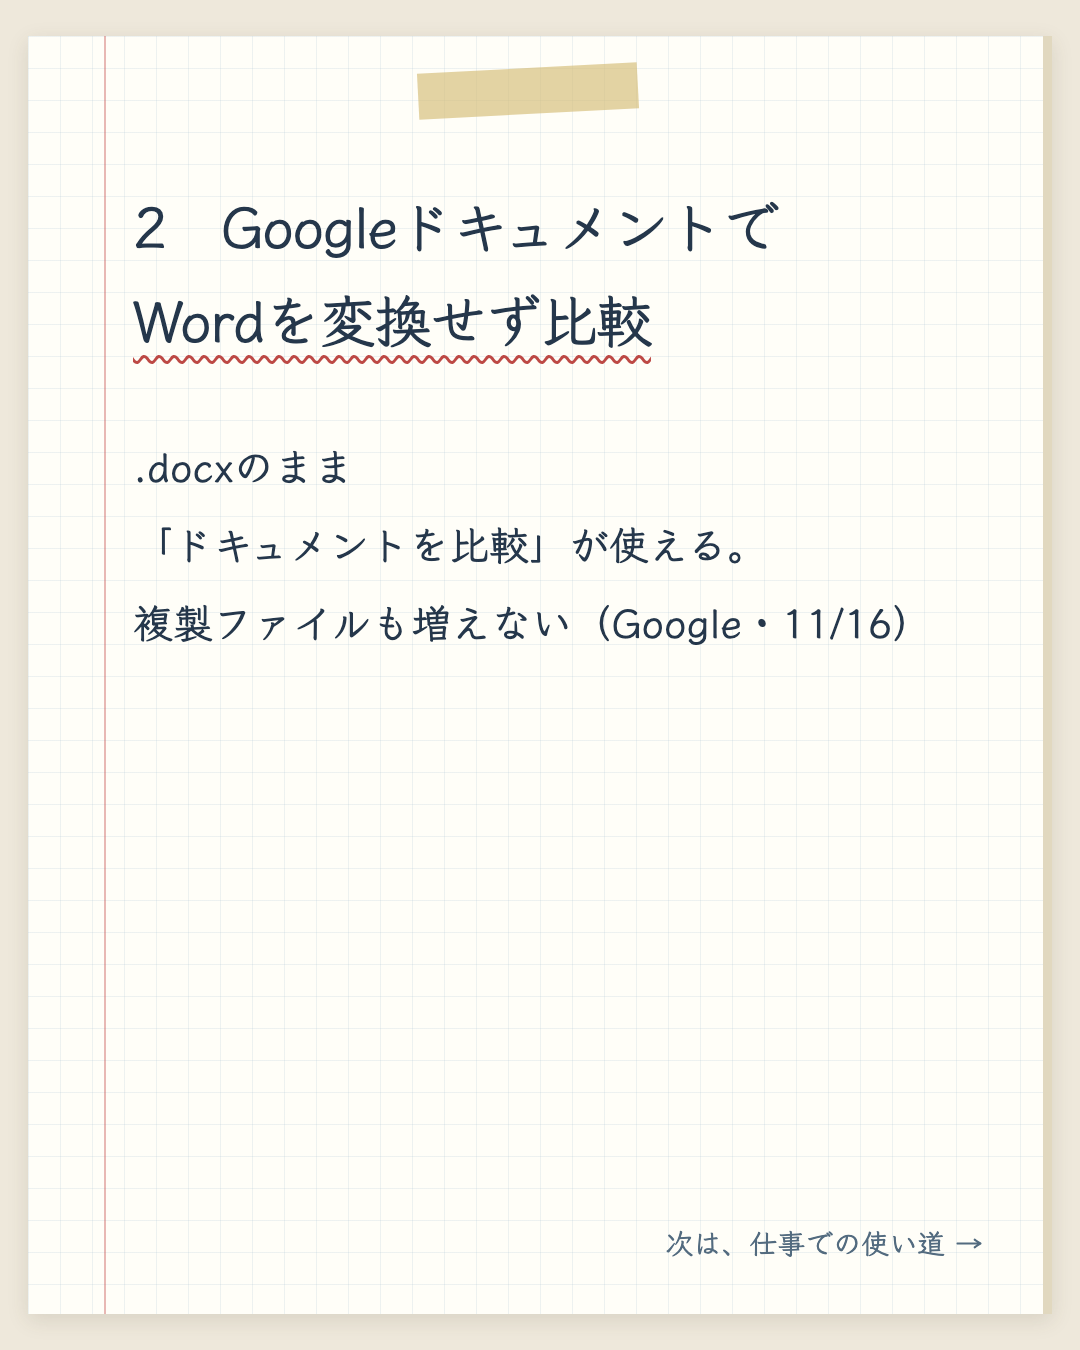 2　Googleドキュメントで
Wordを変換せず比較
.docxのまま
「ドキュメントを比較」が使える。
複製ファイルも増えない（Google・11/16）
次は、仕事での使い道 →